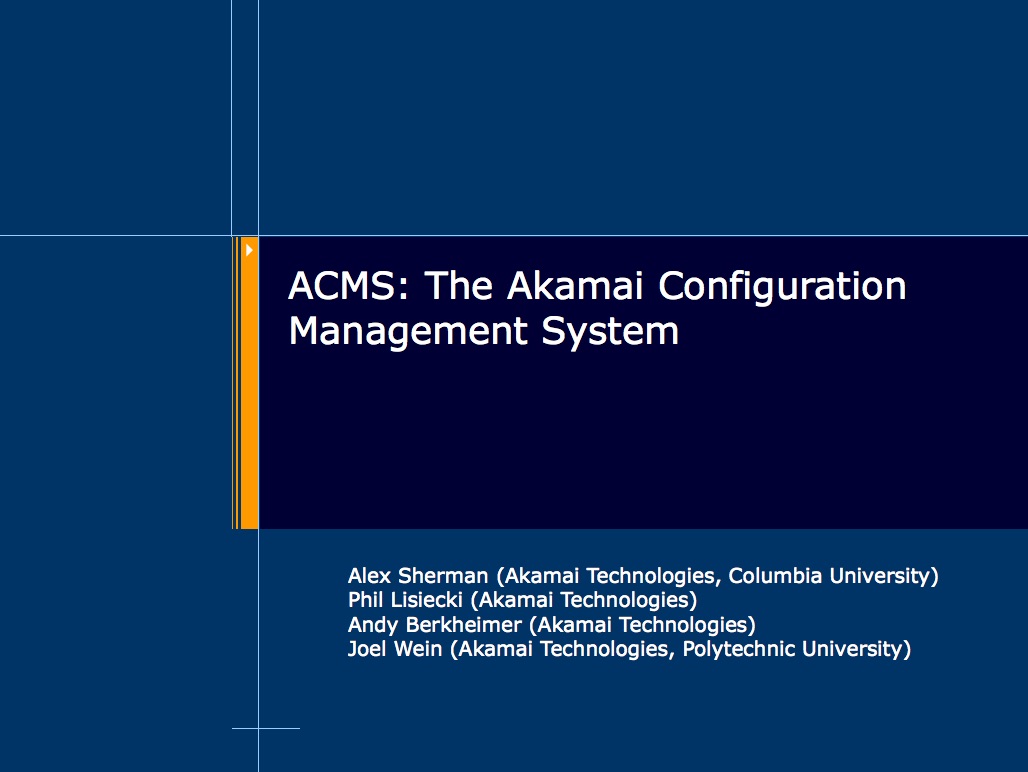 ACMS: The Akamai Configuration
Management System
Alex Sherman (Akamai Technologies, Columbia University)
Phil Lisiecki (Akamai Technologies)
Andy Berkheimer (Akamai Technologies)
Joel Wein (Akamai Technologies, Polytechnic University)